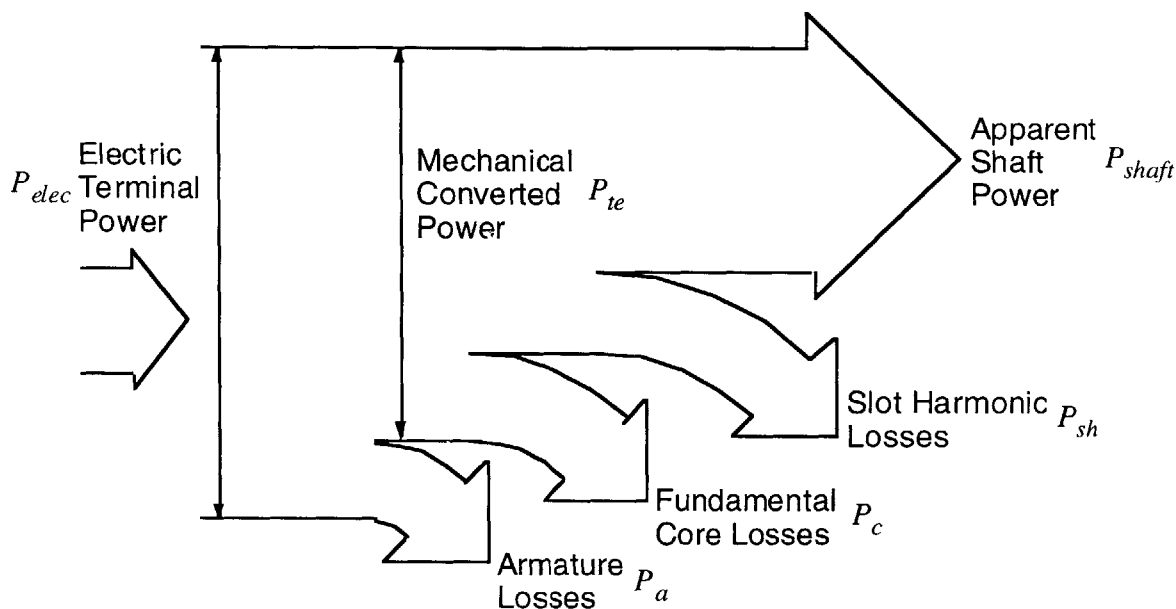 Electric
P_elec Terminal
Power
Mechanical
Converted P_te
Power
Apparent
Shaft P_shaft
Power
Slot Harmonic P_sh
Losses
Fundamental P_c
Core Losses
Armature P_a
Losses